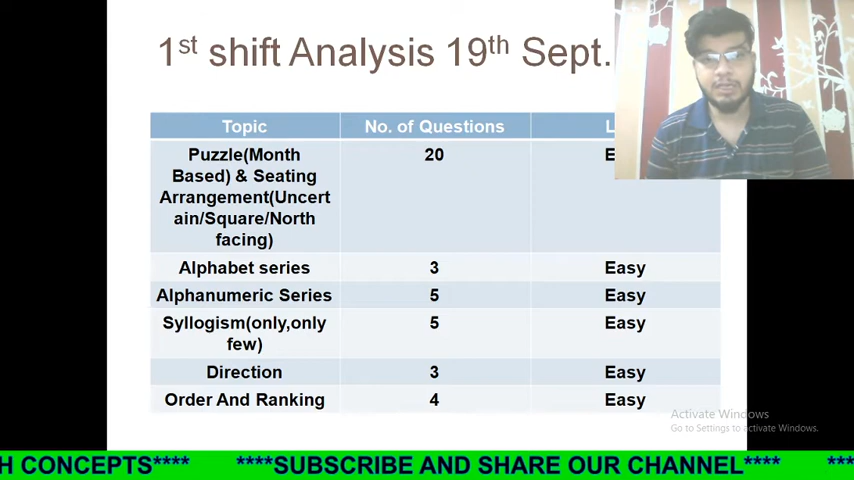 1st shift Analysis 19th Sept.
Topic No. of Questions
Puzzle(Month 20
Based) & Seating
Arrangement(Uncert
ain/Square/North
facing)
Alphabet series 3 Easy
Alphanumeric Series 5 Easy
Syllogism(only,only 5 Easy
few)
Direction 3 Easy
Order And Ranking 4 Easy
Activate Windows
Go to Settings to activate Windows.
H CONCEPTS**** ****SUBSCRIBE AND SHARE OUR CHANNEL**** ***